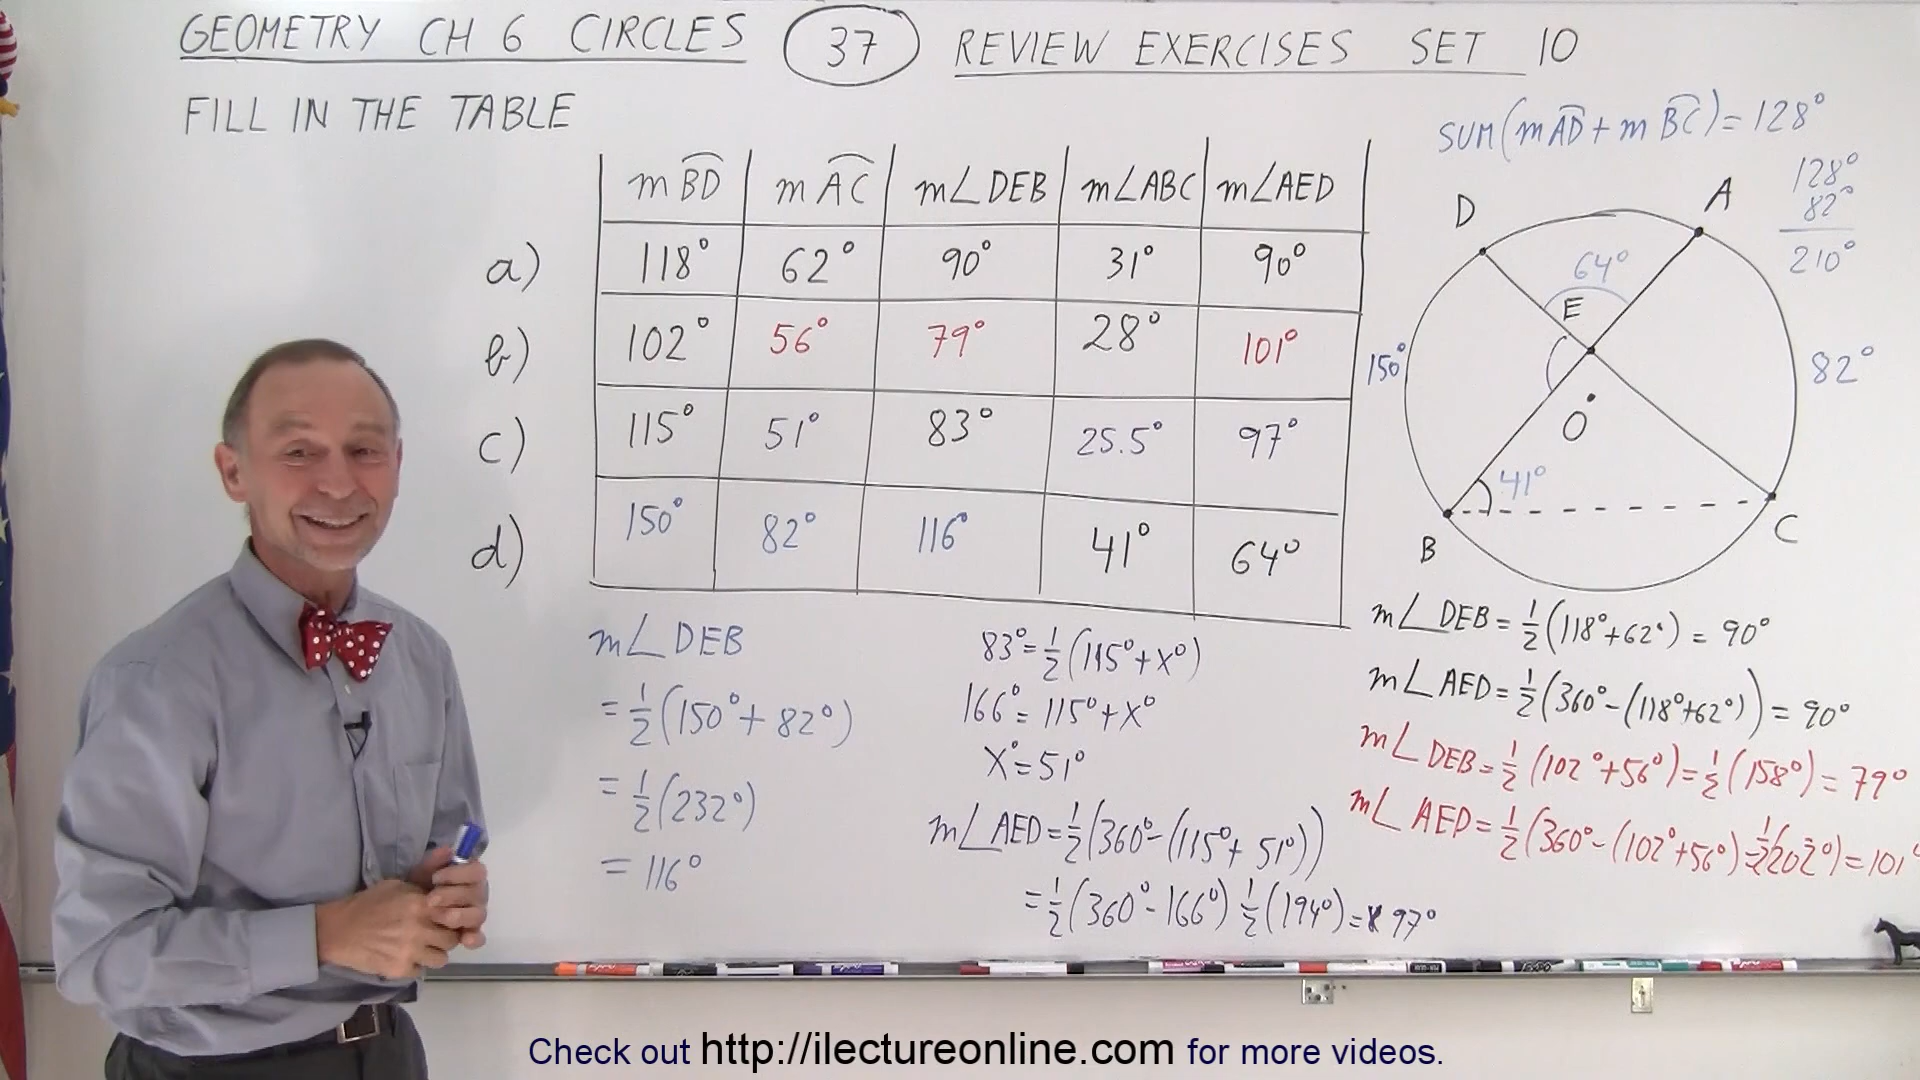 GEOMETRY CH 6 CIRCLES 37 REVIEW EXERCISES SET 10
FILL IN THE TABLE
SUM(mAD+mBC)=128°
128°
82°
210°
mBD mAC m∠DEB m∠ABC m∠AED
a) 118° 62° 90° 31° 90°
b) 102° 56° 79° 28° 101°
c) 115° 51° 83° 25.5° 97°
d) 150° 82° 116° 41° 64°
D A
64°
E
150° 82°
O
41°
B C
m∠DEB
=½(150°+82°)
=½(232°)
=116°
83°=½(115°+X°)
166°=115°+X°
X°=51°
m∠AED=½(360°-(115°+51°))
=½(360°-166°) ½(194°)=97°
m∠DEB=½(118°+62°)=90°
m∠AED=½(360°-(118°+62°))=90°
m∠DEB=½(102°+56°)=½(158°)=79°
m∠AED=½(360°-(102°+56°)=½(202°)=101°
Check out http://ilectureonline.com for more videos.